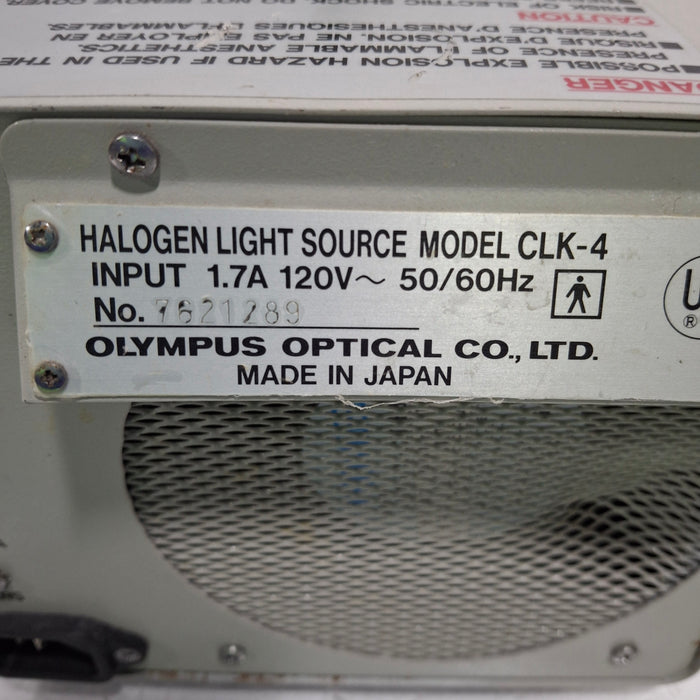 RISK OF ELECTRIC SHOCK. DO NOT REMOVE
CAUTION
PRESENCE D'ANESTHESIQUES INFLAMMABLES.
■RISQUE D'EXPLOSION. NE PAS EMPLOYER EN
PRESENCE OF FLAMMABLE ANESTHETICS.
■POSSIBLE EXPLOSION HAZARD IF USED IN THE
DANGER
HALOGEN LIGHT SOURCE MODEL CLK-4
INPUT 1.7A 120V～ 50/60Hz
No. 7621289
OLYMPUS OPTICAL CO., LTD.
MADE IN JAPAN
U
®